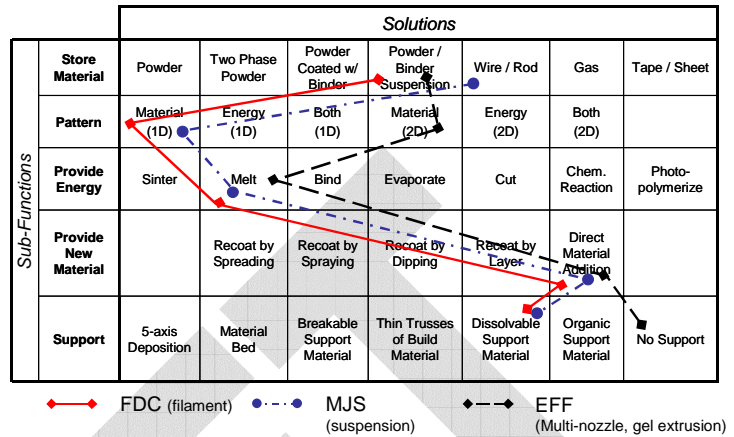 Solutions
Sub-Functions
Store
Material
Powder
Two Phase
Powder
Powder
Coated w/
Binder
Powder /
Binder
Suspension
Wire / Rod
Gas
Tape / Sheet
Pattern
Material
(1D)
Energy
(1D)
Both
(1D)
Material
(2D)
Energy
(2D)
Both
(2D)
Provide
Energy
Sinter
Melt
Bind
Evaporate
Cut
Chem.
Reaction
Photo-
polymerize
Provide
New
Material
Recoat by
Spreading
Recoat by
Spraying
Recoat by
Dipping
Recoat by
Layer
Direct
Material
Addition
Support
5-axis
Deposition
Material
Bed
Breakable
Support
Material
Thin Trusses
of Build
Material
Dissolvable
Support
Material
Organic
Support
Material
No Support
FDC (filament)
MJS
(suspension)
EFF
(Multi-nozzle, gel extrusion)